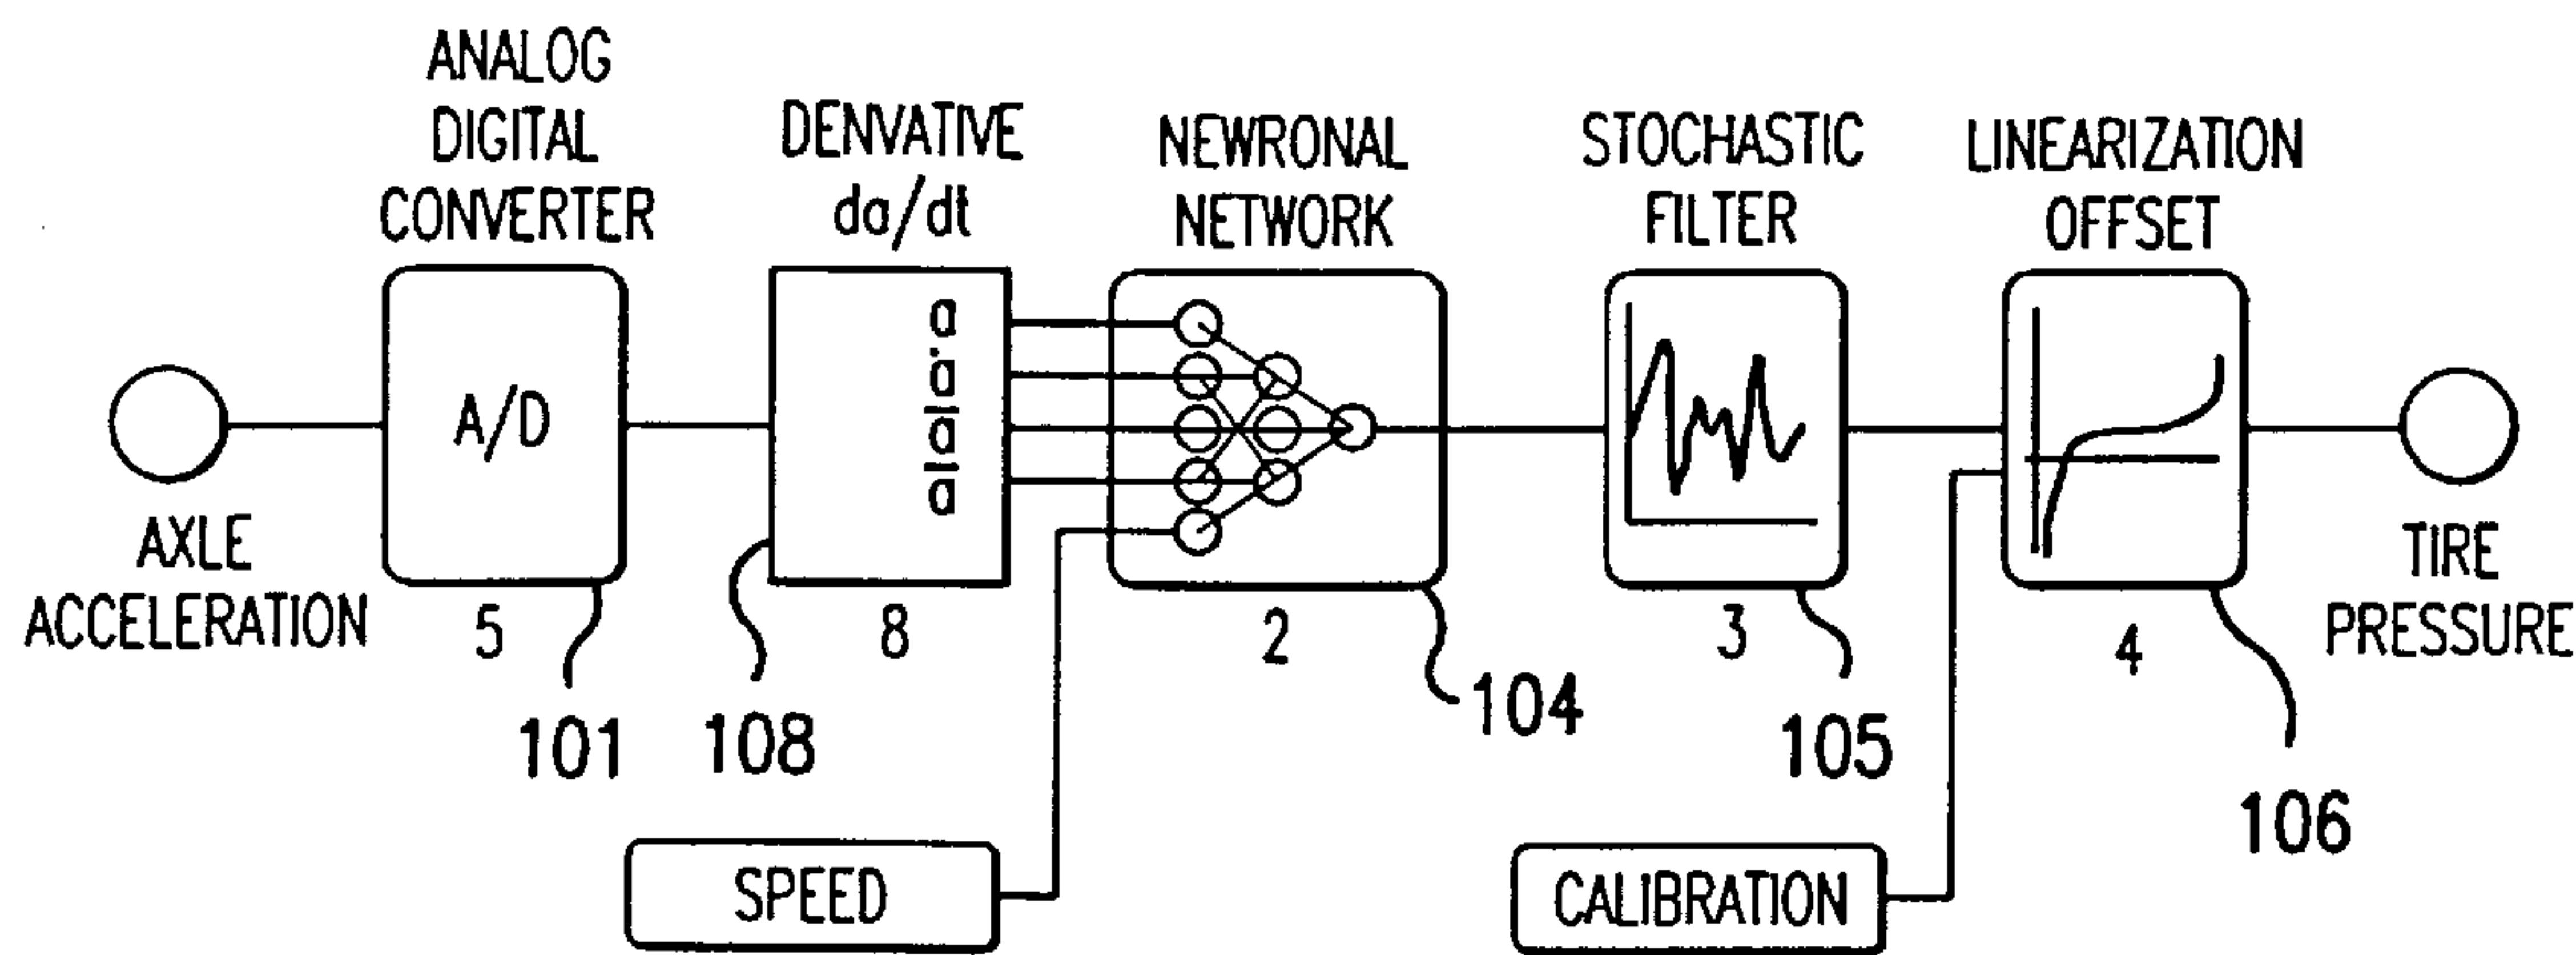 ANALOG
DIGITAL
CONVERTER
DENVATIVE
da/dt
NEWRONAL
NETWORK
STOCHASTIC
FILTER
LINEARIZATION
OFFSET
A/D
a
a
a
a
AXLE
ACCELERATION
TIRE
PRESSURE
5
8
2
3
4
101
108
104
105
106
SPEED
CALIBRATION